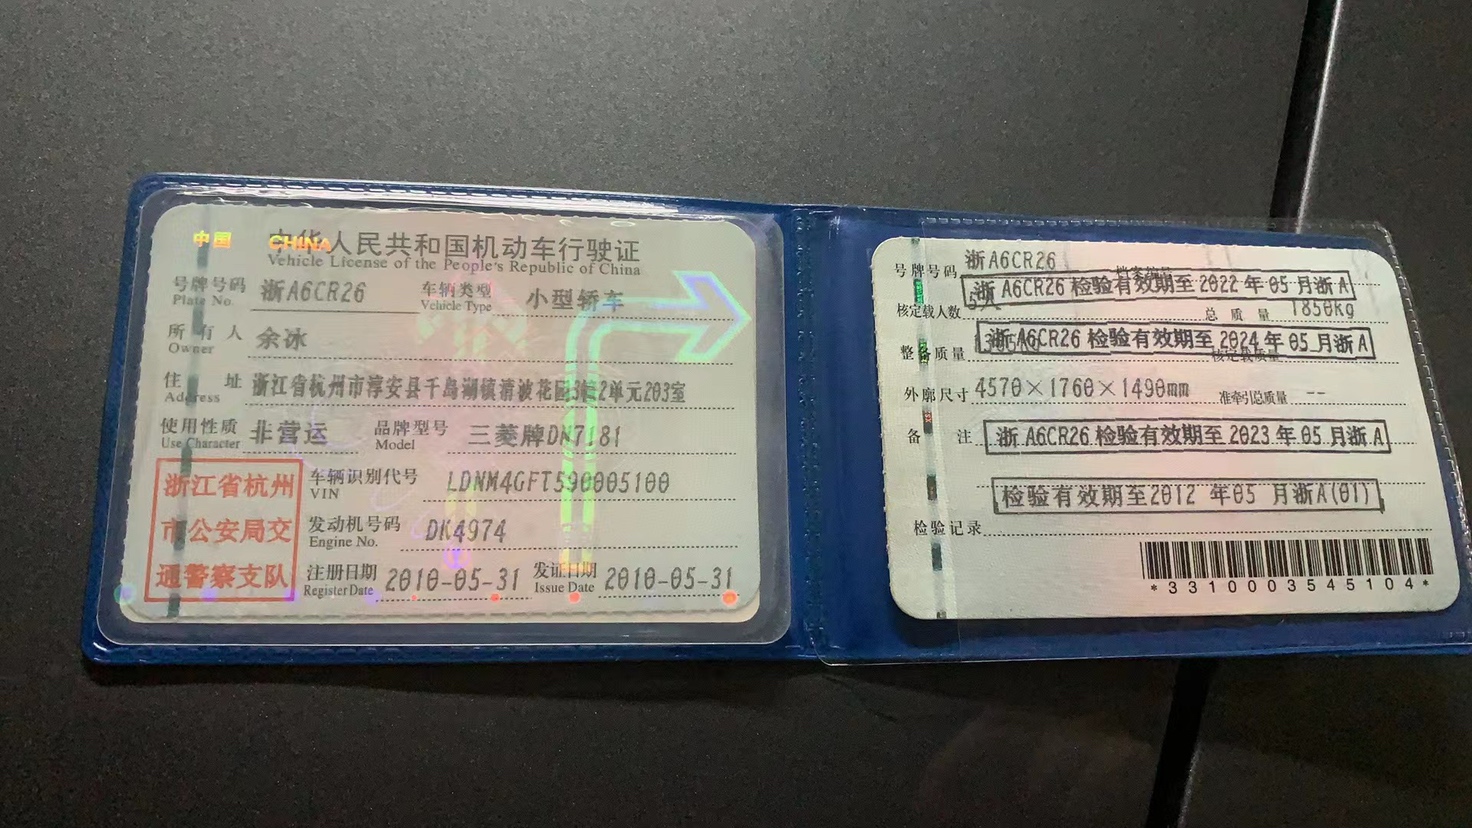 中国 CHINA
中华人民共和国机动车行驶证
Vehicle License of the People's Republic of China
号牌号码 浙A6CR26 车辆类型 小型轿车
Plate No. Vehicle Type
所有人 余冰
Owner
住址 浙江省杭州市淳安县千岛湖镇清波花园3幢2单元203室
Address
使用性质 非营运 品牌型号 三菱牌DN7181
Use Character Model
浙江省杭州
市公安局交
通警察支队
车辆识别代号 LDNM4GFT590005100
VIN
发动机号码 DK4974
Engine No.
注册日期 2010-05-31 发证日期 2010-05-31
Register Date Issue Date
号牌号码 浙A6CR26
浙A6CR26检验有效期至2022年05月浙A
核定载人数 5人 总质量 1850kg
浙A6CR26检验有效期至2024年05月浙A
整备质量 核定载质量
外廓尺寸 4570×1760×1490mm 准牵引总质量 --
备注 浙A6CR26检验有效期至2023年05月浙A
检验有效期至2012年05月浙A(01)
检验记录
*3310003545104*